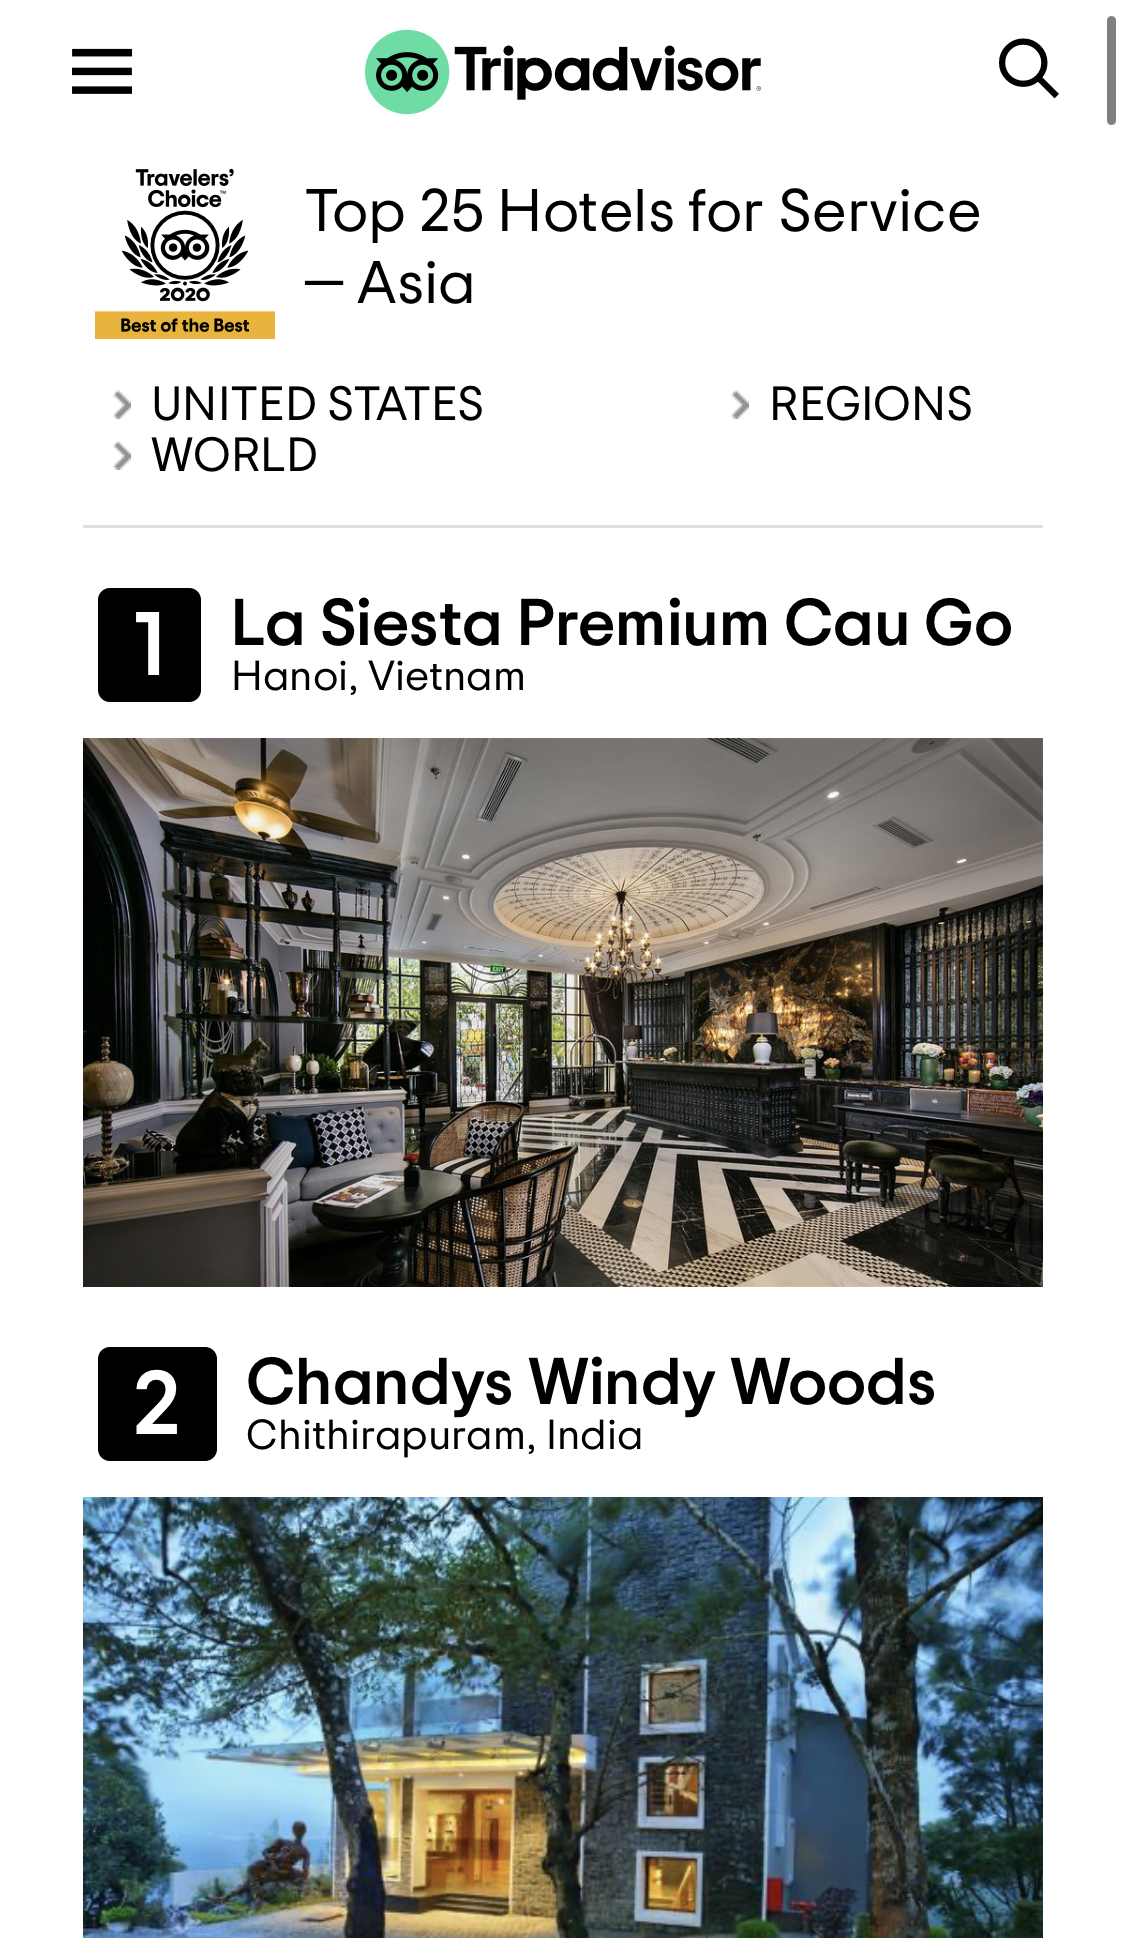 Tripadvisor
Travelers'
Choice™
2020
Best of the Best
Top 25 Hotels for Service
— Asia
UNITED STATES
REGIONS
WORLD
1
La Siesta Premium Cau Go
Hanoi, Vietnam
EXIT
2
Chandys Windy Woods
Chithirapuram, India